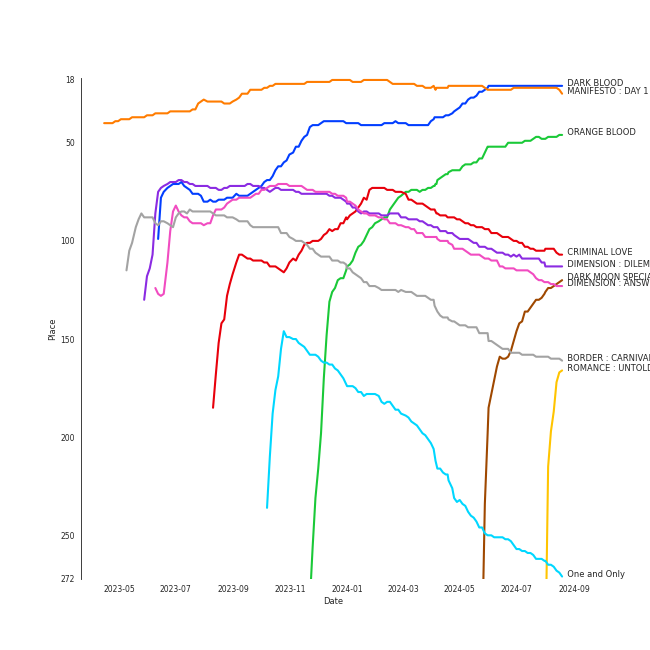 18
50
100
150
200
250
272
Place
2023-05
2023-07
2023-09
2023-11
2024-01
2024-03
2024-05
2024-07
2024-09
Date
DARK BLOOD
MANIFESTO : DAY 1
ORANGE BLOOD
CRIMINAL LOVE
DIMENSION : DILEM
DARK MOON SPECIA
DIMENSION : ANSW
BORDER : CARNIVAL
ROMANCE : UNTOLD
One and Only